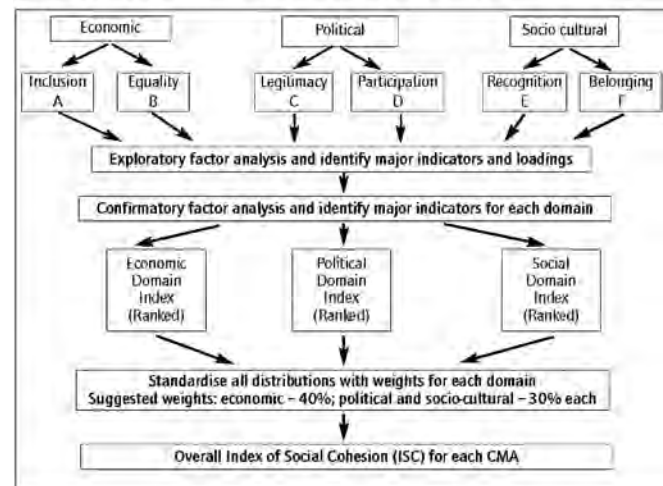 Economic
Political
Socio cultural
Inclusion
A
Equality
B
Legitimacy
C
Participation
D
Recognition
E
Belonging
F
Exploratory factor analysis and identify major indicators and loadings
Confirmatory factor analysis and identify major indicators for each domain
Economic
Domain
Index
(Ranked)
Political
Domain
Index
(Ranked)
Social
Domain
Index
(Ranked)
Standardise all distributions with weights for each domain
Suggested weights: economic – 40%; political and socio-cultural – 30% each
Overall Index of Social Cohesion (ISC) for each CMA